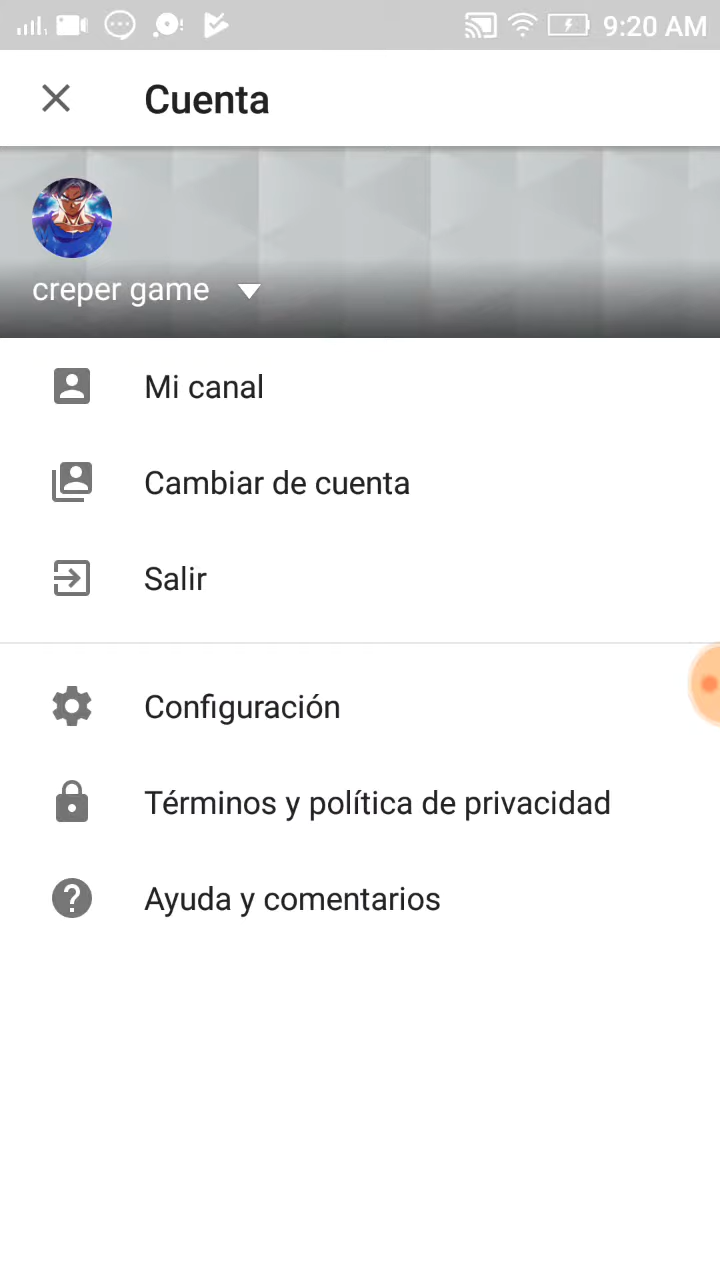 9:20 AM
Cuenta
creper game
Mi canal
Cambiar de cuenta
Salir
Configuración
Términos y política de privacidad
Ayuda y comentarios